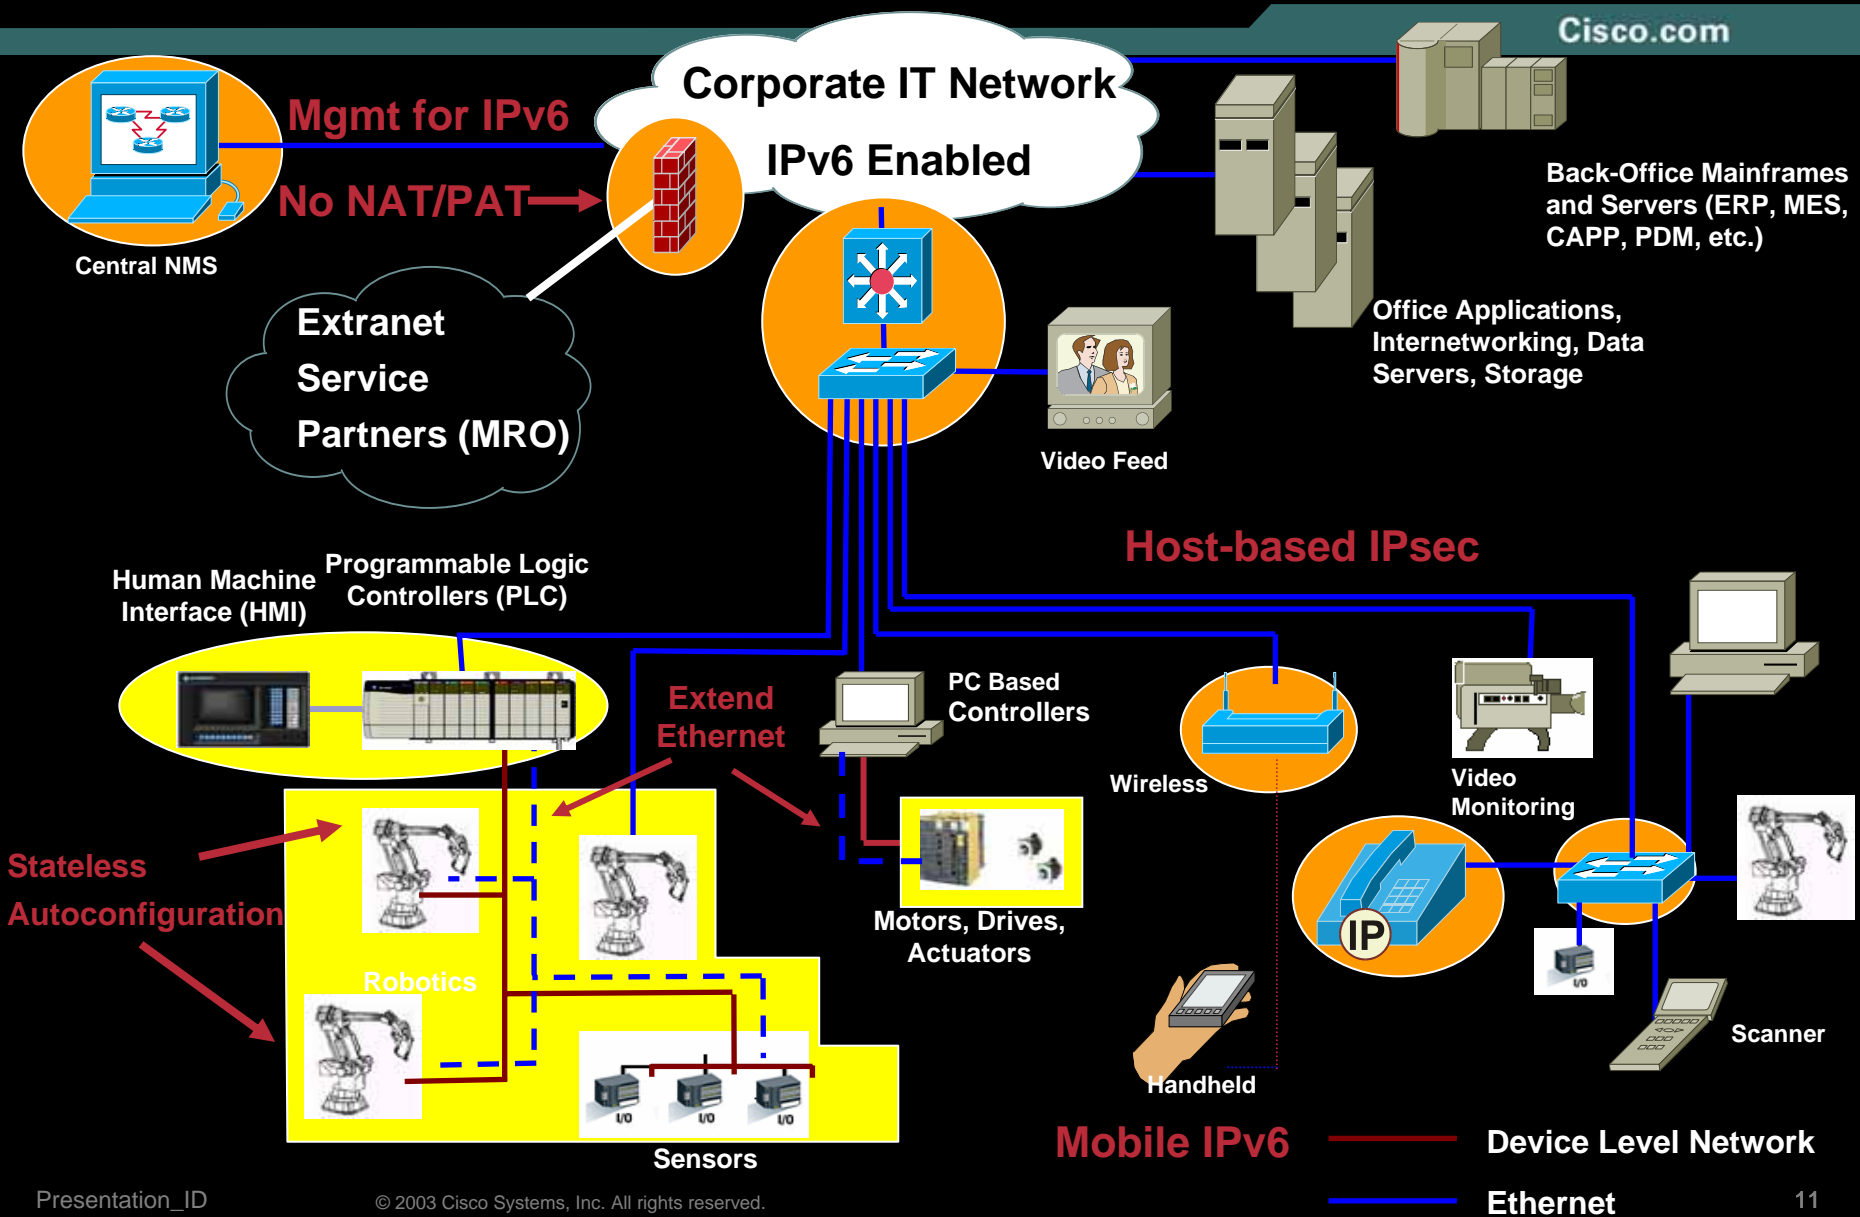 Cisco.com
Corporate IT Network
IPv6 Enabled
Mgmt for IPv6
No NAT/PAT
Central NMS
Back-Office Mainframes
and Servers (ERP, MES,
CAPP, PDM, etc.)
Extranet
Service
Partners (MRO)
Office Applications,
Internetworking, Data
Servers, Storage
Video Feed
Host-based IPsec
Human Machine
Interface (HMI)
Programmable Logic
Controllers (PLC)
Extend
Ethernet
PC Based
Controllers
Wireless
Video
Monitoring
Stateless
Autoconfiguration
Motors, Drives,
Actuators
IP
I/O
Robotics
Scanner
Handheld
I/O
I/O
I/O
Sensors
Mobile IPv6
Device Level Network
Ethernet
Presentation_ID
© 2003 Cisco Systems, Inc. All rights reserved.
11